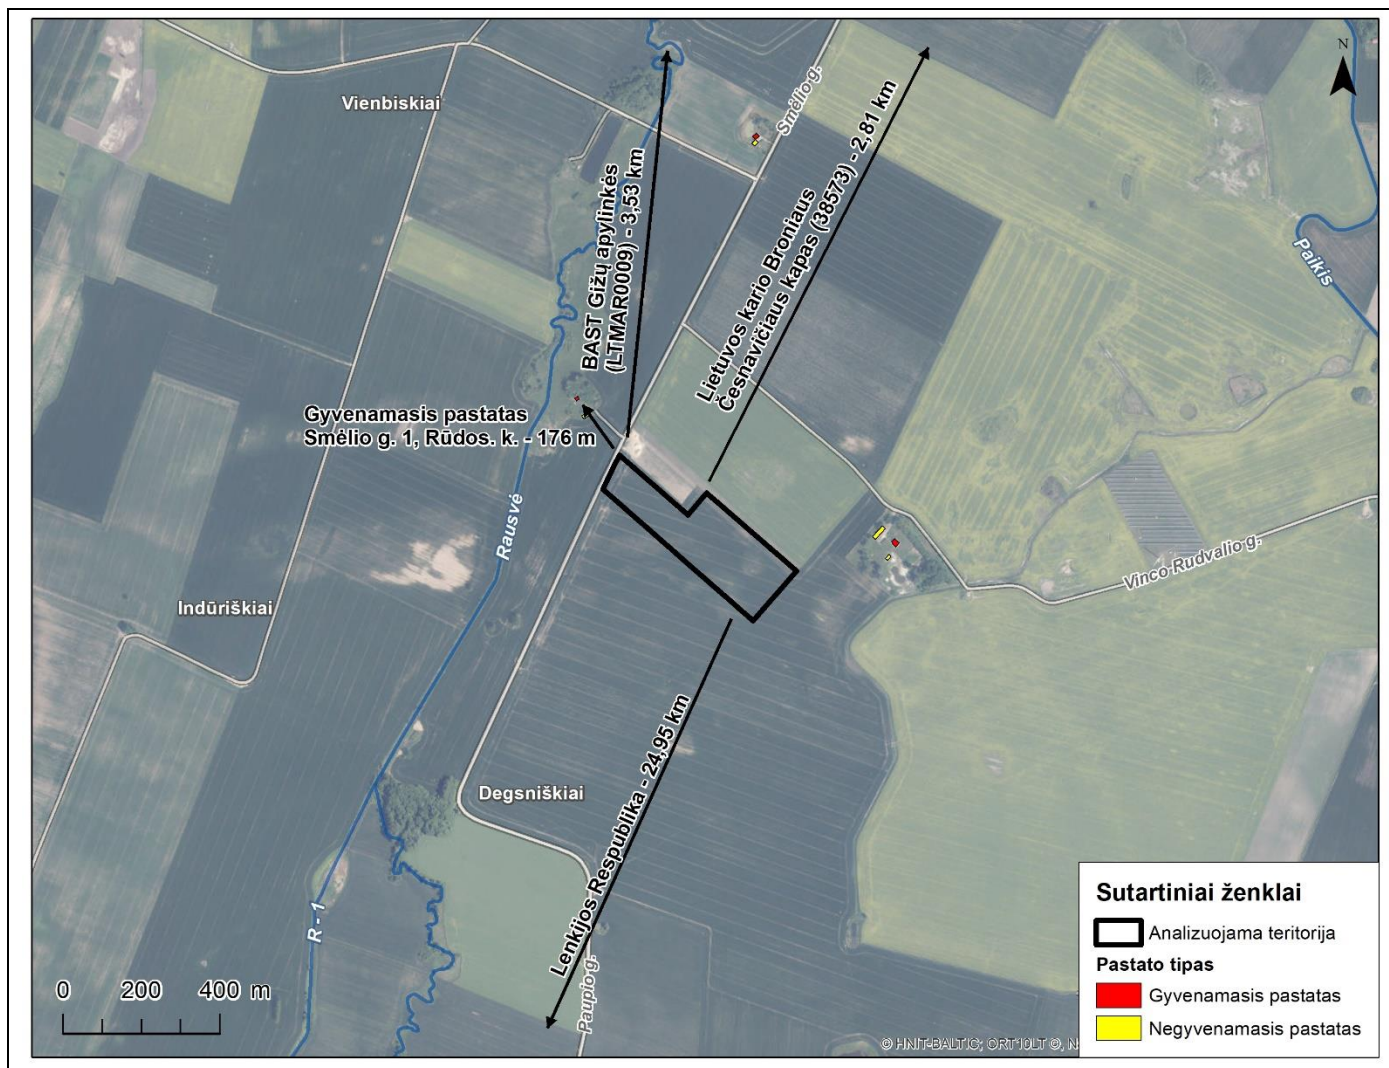 N
Vienbiskiai
Smėlio g.
BAST Gižų apylinkės
(LTMAR0009) - 3,53 km
Lietuvos kario Broniaus
Česnavičiaus kapas (38573) - 2,81 km
Paikis
Gyvenamasis pastatas
Smėlio g. 1, Rūdos. k. - 176 m
Rausvė
Vinco Rudvalio g.
Indūriškiai
Degsniškiai
Lenkijos Respublika - 24,95 km
R - 1
Paupio g.
0 200 400 m
Sutartiniai ženklai
Analizuojama teritorija
Pastato tipas
Gyvenamasis pastatas
Negyvenamasis pastatas
© HNIT-BALTIC; ORT10LT ©, N